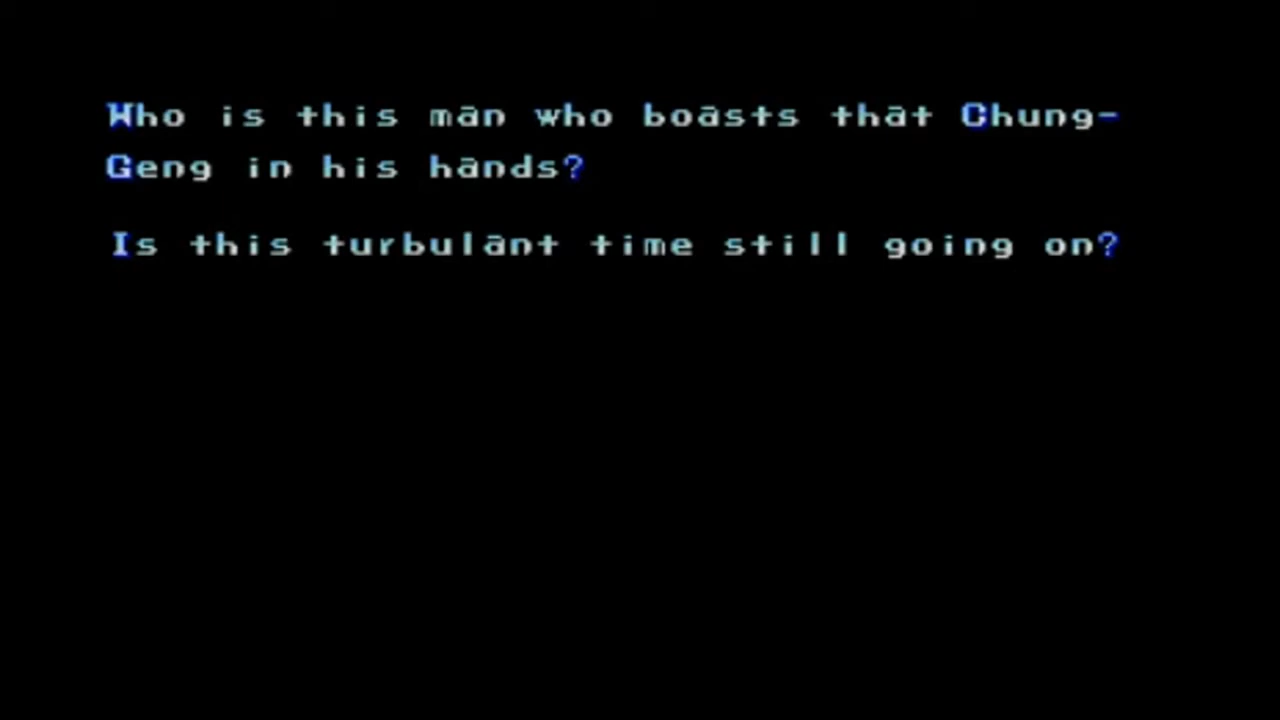 Who is this man who boasts that Chung-
Geng in his hands?
Is this turbulant time still going on?